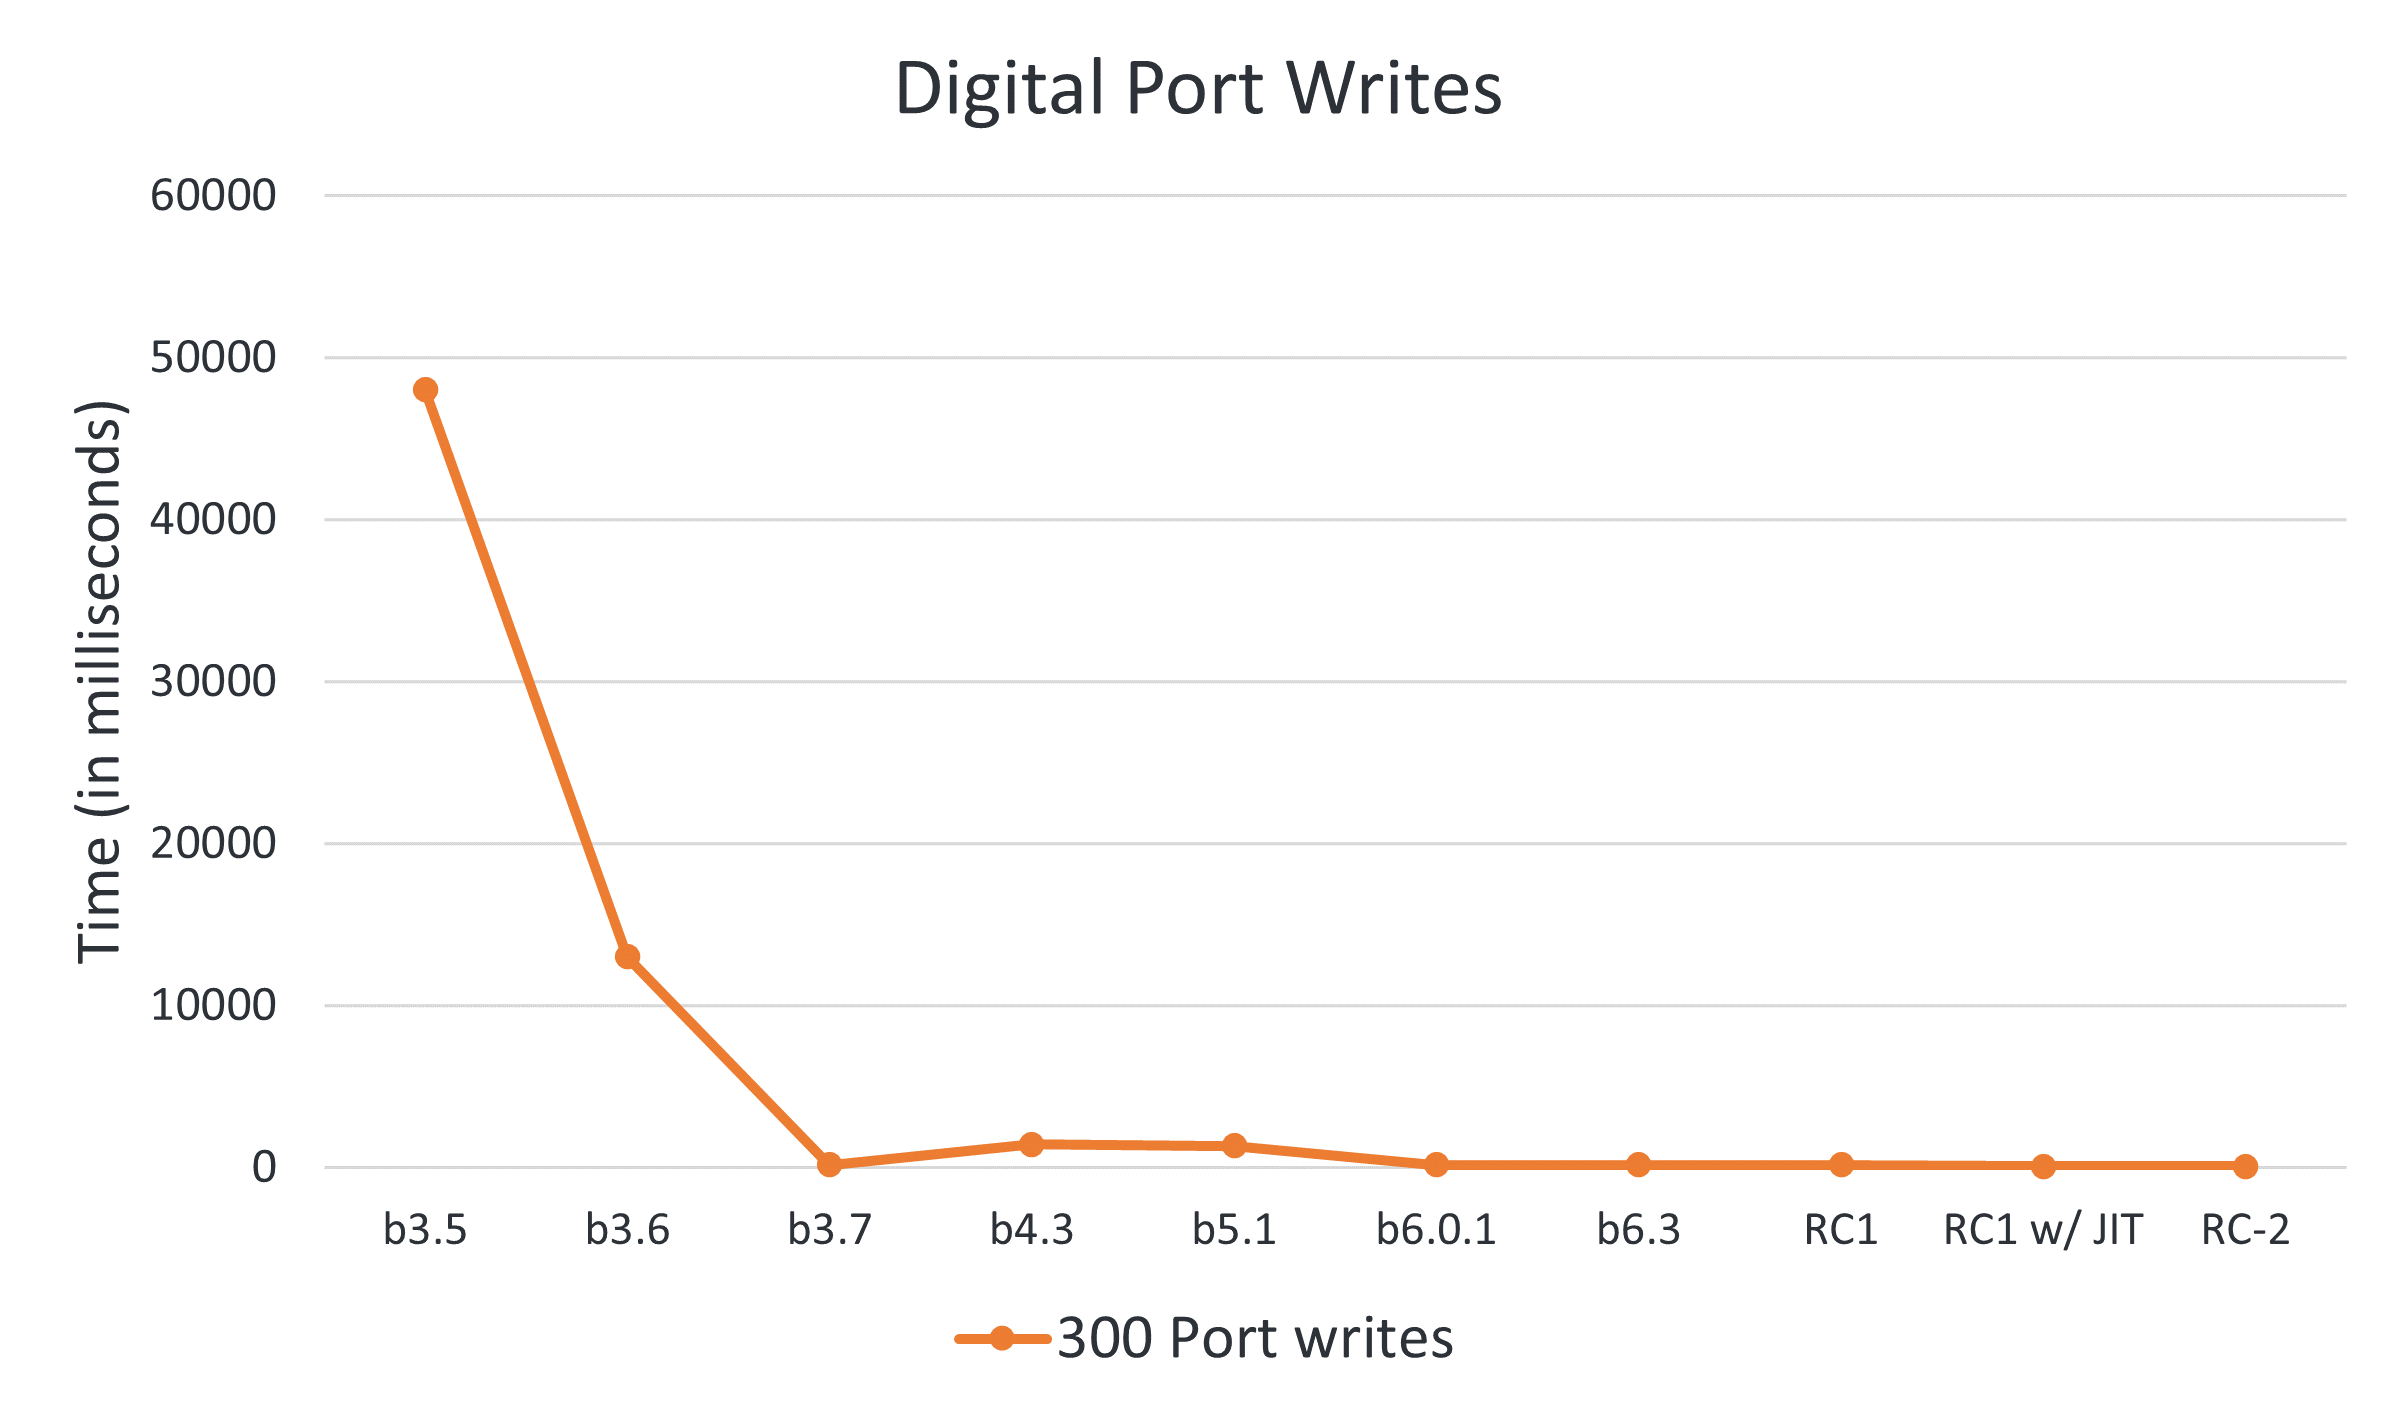 Digital Port Writes
Time (in milliseconds)
60000
50000
40000
30000
20000
10000
0
b3.5 b3.6 b3.7 b4.3 b5.1 b6.0.1 b6.3 RC1 RC1 w/ JIT RC-2
300 Port writes